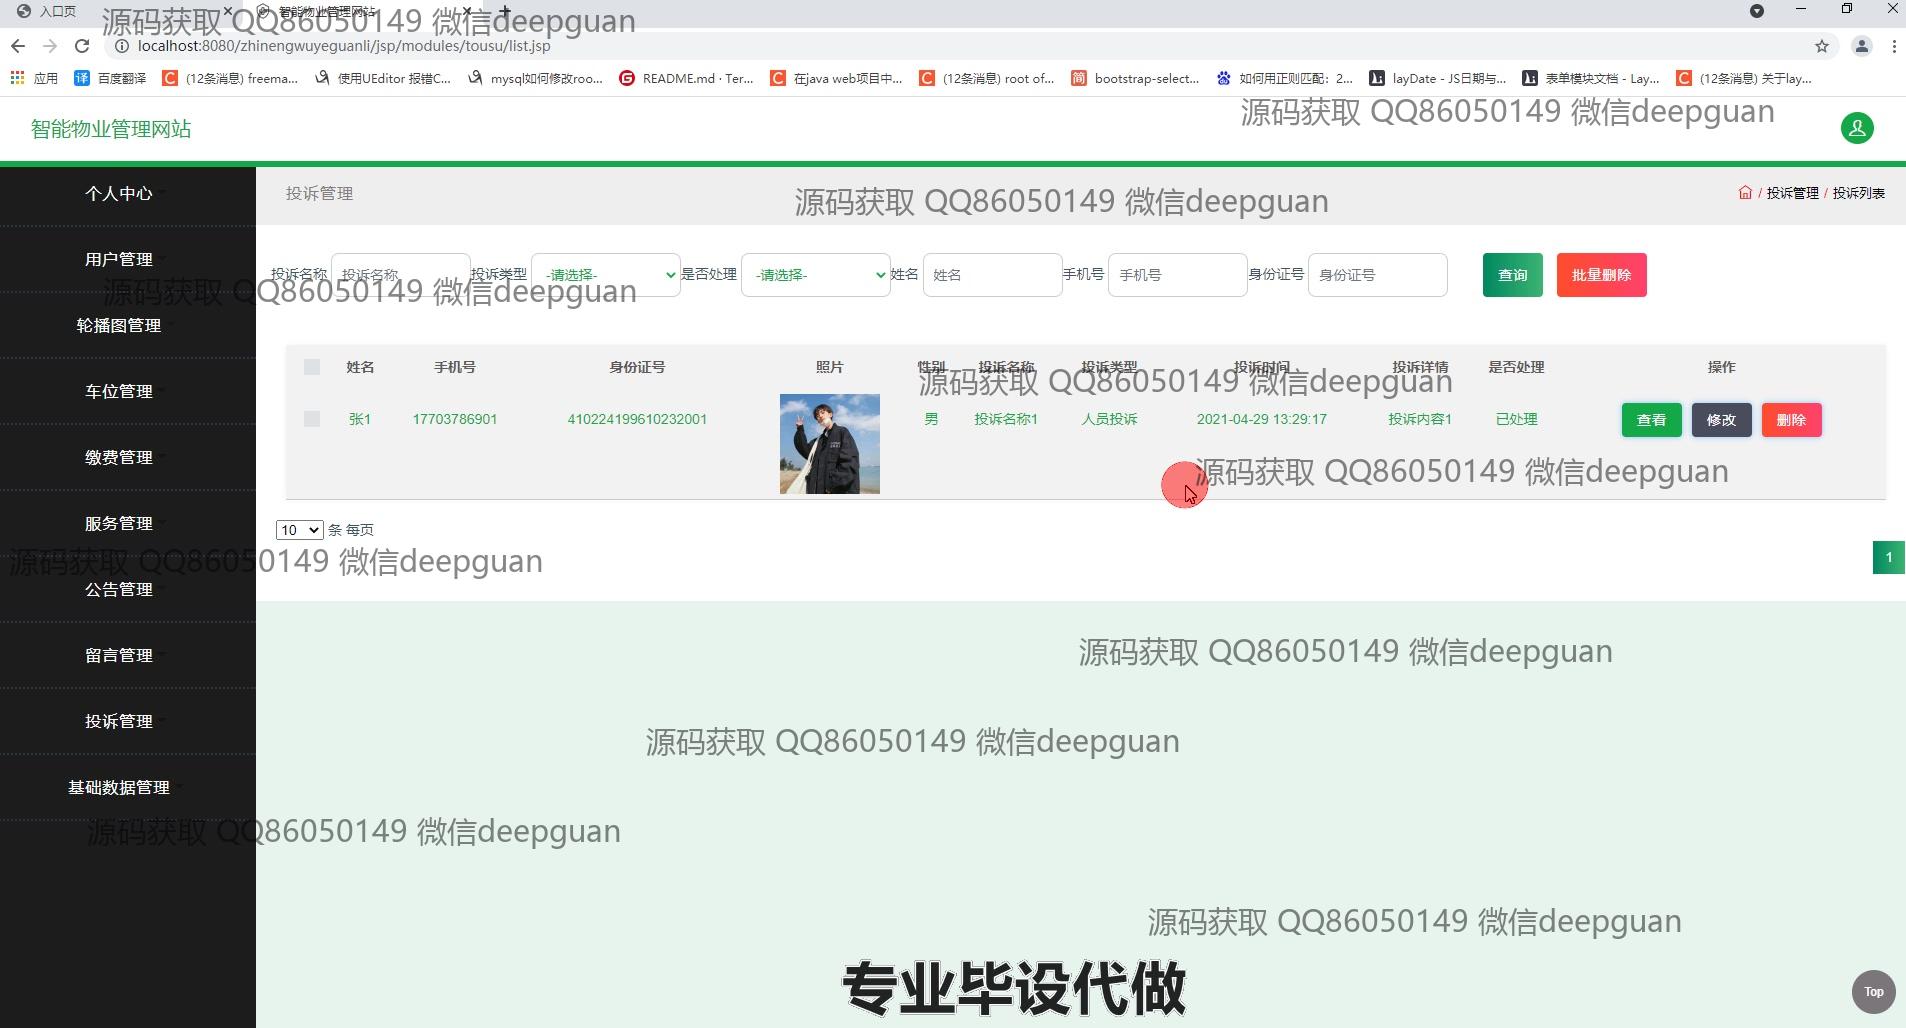 入口页
智能物业管理网站
源码获取 QQ86050149 微信deepguan
localhost:8080/zhinengwuyeguanli/jsp/modules/tousu/list.jsp
应用 百度翻译 (12条消息) freema... 使用UEditor 报错C... mysql如何修改roo... README.md · Ter... 在java web项目中... (12条消息) root of... bootstrap-select... 如何用正则匹配：2... layDate - JS日期与... 表单模块文档 - Lay... (12条消息) 关于lay...
源码获取 QQ86050149 微信deepguan
智能物业管理网站
个人中心
投诉管理
源码获取 QQ86050149 微信deepguan
/ 投诉管理 / 投诉列表
用户管理
投诉名称 投诉名称 投诉类型 -请选择- 是否处理 -请选择- 姓名 姓名 手机号 手机号 身份证号 身份证号 查询 批量删除
源码获取 QQ86050149 微信deepguan
轮播图管理
姓名 手机号 身份证号 照片 性别 投诉名称 投诉类型 投诉时间 投诉详情 是否处理 操作
源码获取 QQ86050149 微信deepguan
车位管理
张1 17703786901 410224199610232001 男 投诉名称1 人员投诉 2021-04-29 13:29:17 投诉内容1 已处理 查看 修改 删除
缴费管理
源码获取 QQ86050149 微信deepguan
服务管理
10 条 每页
源码获取 QQ86050149 微信deepguan
1
公告管理
留言管理
源码获取 QQ86050149 微信deepguan
投诉管理
源码获取 QQ86050149 微信deepguan
基础数据管理
源码获取 QQ86050149 微信deepguan
源码获取 QQ86050149 微信deepguan
专业毕设代做
Top